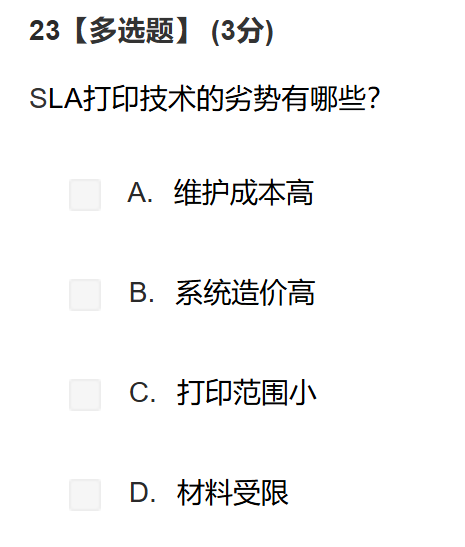 23【多选题】 (3分)
SLA打印技术的劣势有哪些?
A. 维护成本高
B. 系统造价高
C. 打印范围小
D. 材料受限